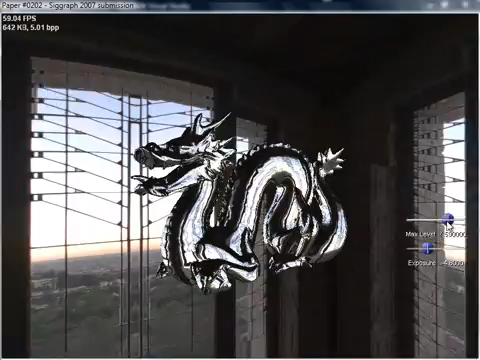 Paper #0202 - Siggraph 2007 submission
59.04 FPS
642 KB, 5.01 bpp
Max Level
Exposure